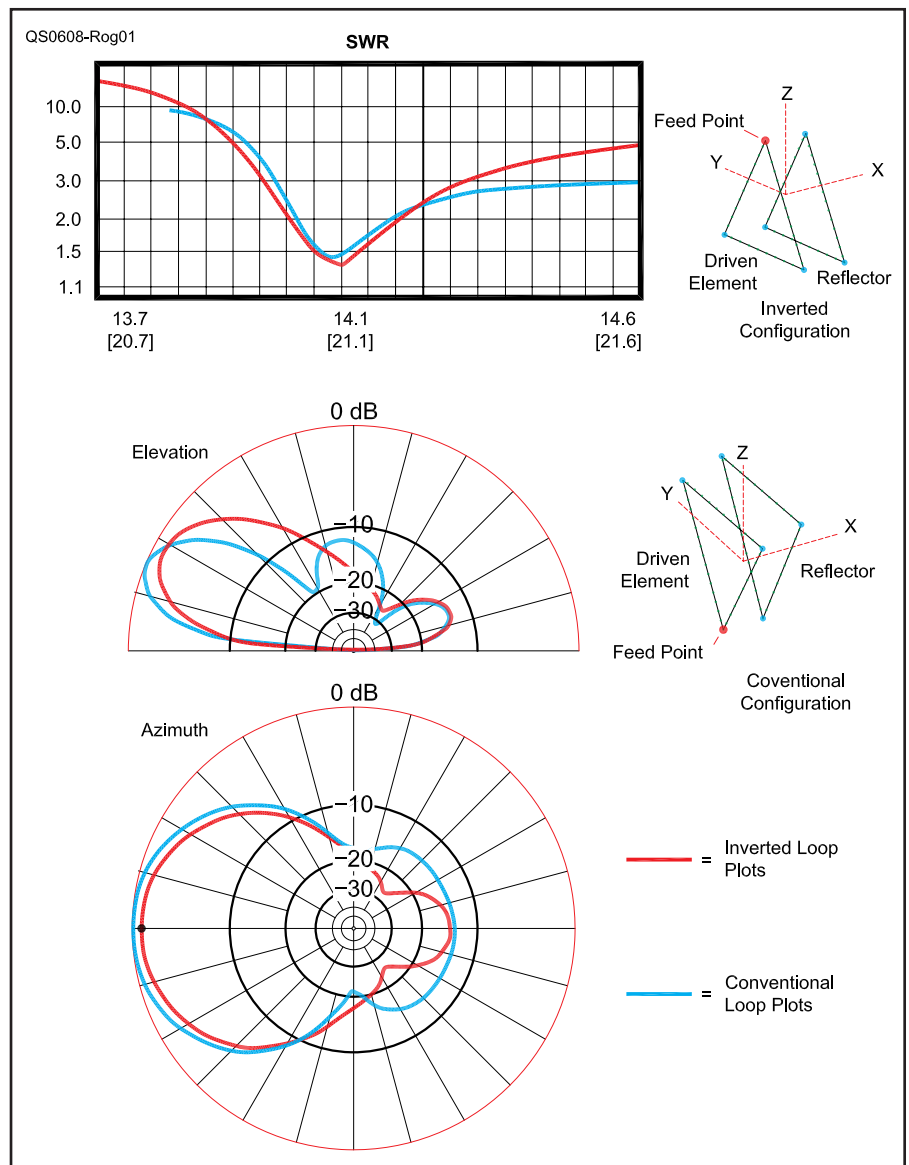 QS0608-Rog01
SWR
10.0
5.0
3.0
2.0
1.5
1.1
13.7
[20.7]
14.1
[21.1]
14.6
[21.6]
Feed Point
Z
Y
X
Driven
Element
Reflector
Inverted
Configuration
0 dB
Elevation
−10
−20
−30
Z
Y
X
Driven
Element
Reflector
Feed Point
Coventional
Configuration
0 dB
Azimuth
−10
−20
−30
= Inverted Loop
Plots
= Conventional
Loop Plots